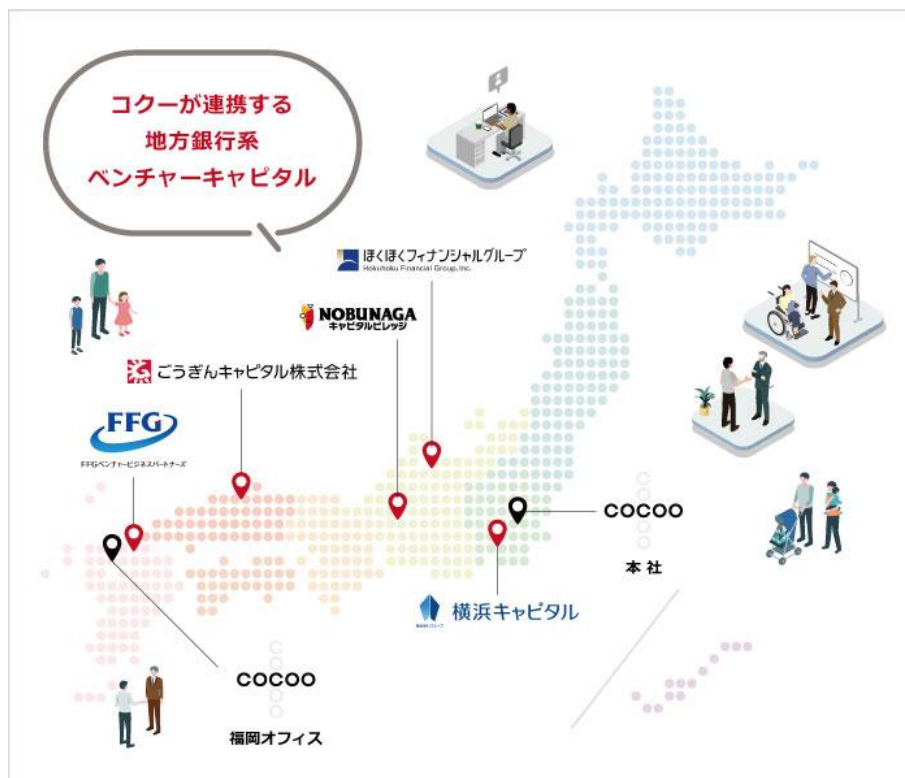 コクーが連携する
地方銀行系
ベンチャーキャピタル
ほくほくフィナンシャルグループ
Hokuhoku Financial Group, Inc.
NOBUNAGA
キャピタルビレッジ
ごうぎんキャピタル株式会社
FFG
FFGベンチャービジネスパートナーズ
COCOO
本社
横浜キャピタル
COCOO
福岡オフィス